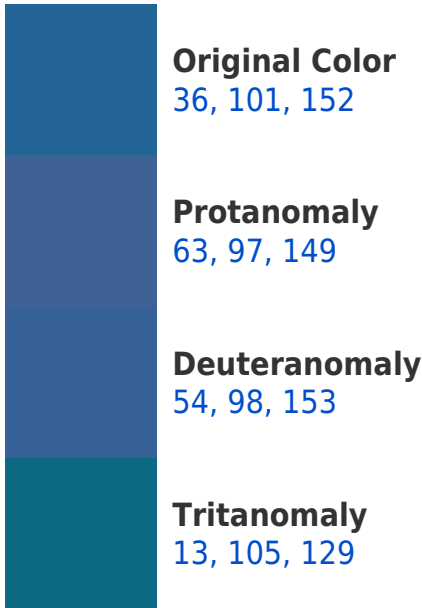 Original Color
36, 101, 152
Protanomaly
63, 97, 149
Deuteranomaly
54, 98, 153
Tritanomaly
13, 105, 129